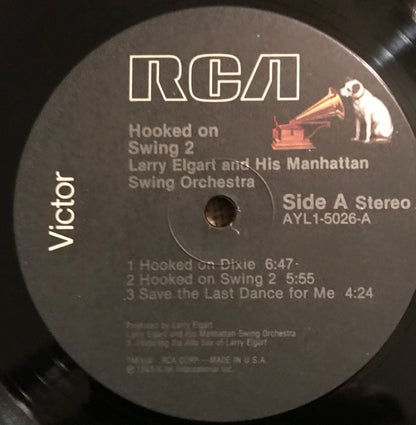 RCA
Hooked on
Swing 2
Larry Elgart and His Manhattan
Swing Orchestra
Side A Stereo
AYL1-5026-A
Victor
1 Hooked on Dixie 6:47
2 Hooked on Swing 2 5:55
3 Save the Last Dance for Me 4:24
Produced by Larry Elgart
Larry Elgart and His Manhattan Swing Orchestra
3. Featuring the Alto Sax of Larry Elgart
RCA CORP.—MADE IN U.S.A.
International Inc.